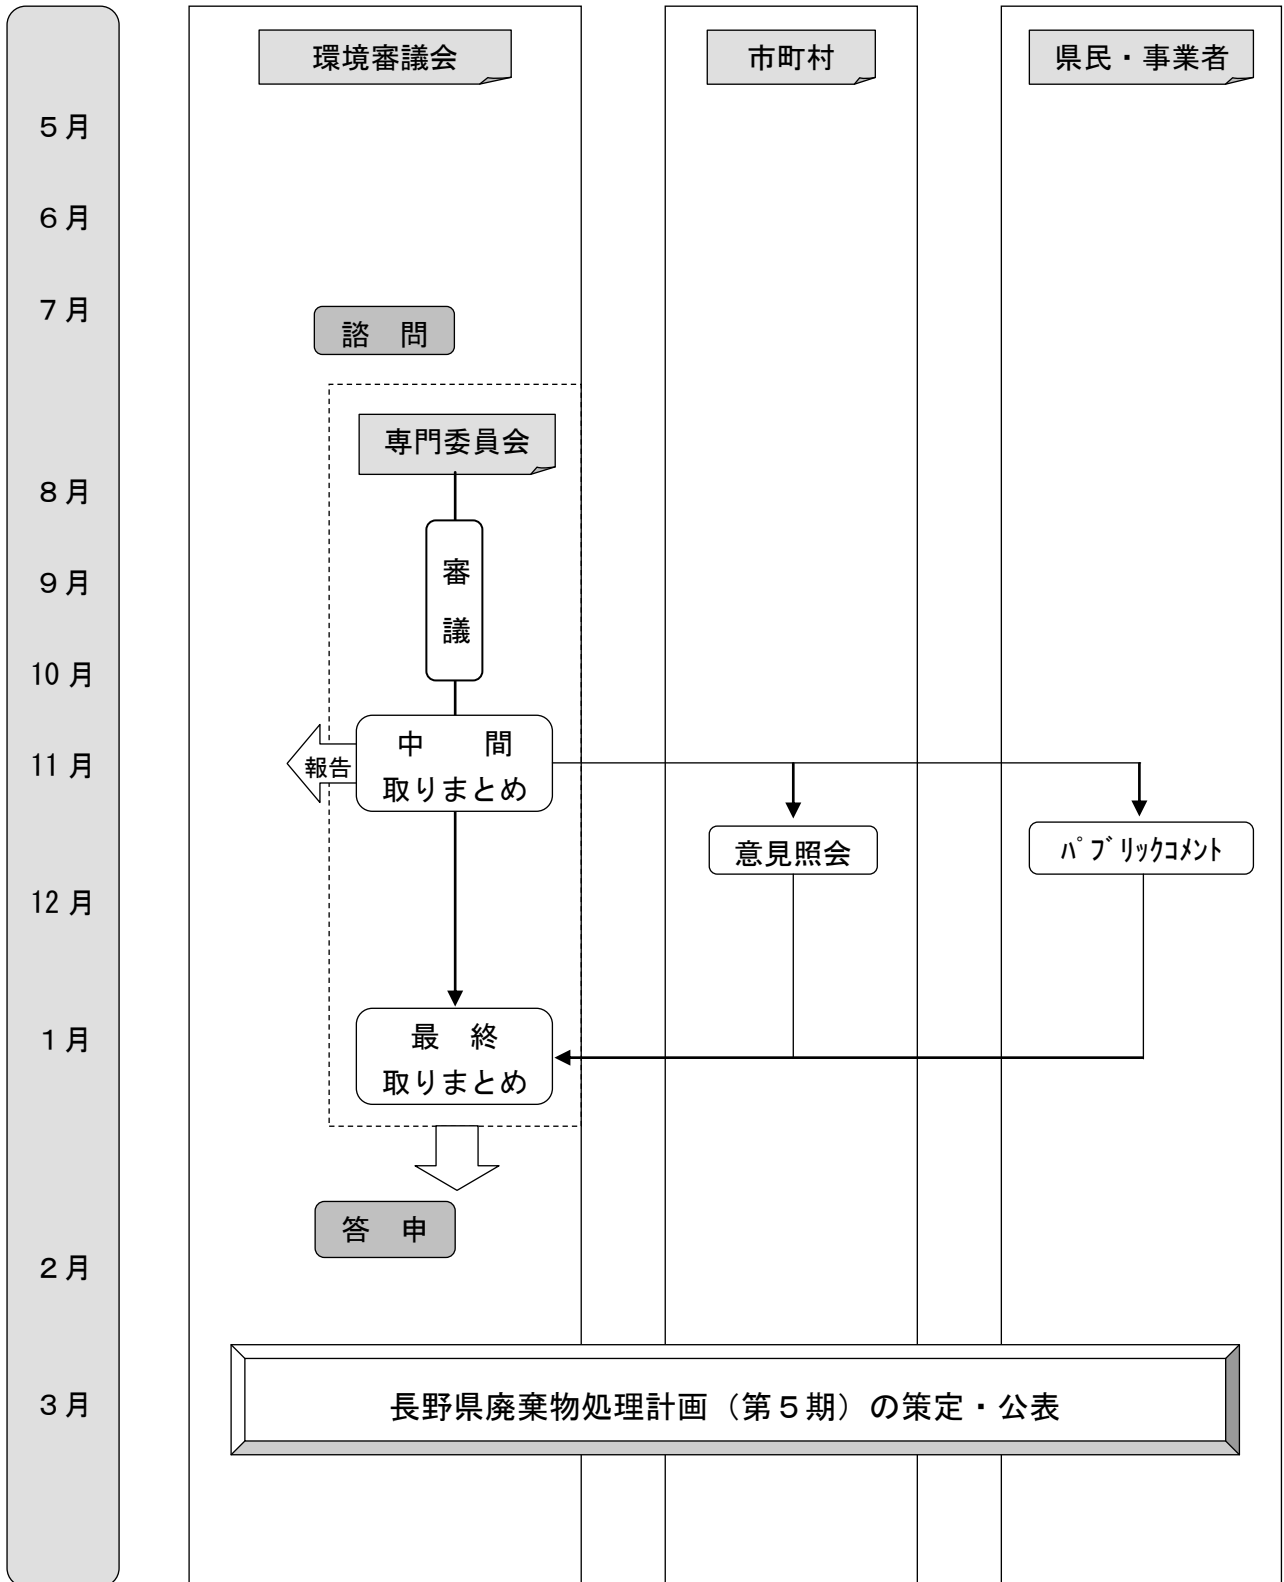 環境審議会
市町村
県民・事業者
５月
６月
７月
諮　問
専門委員会
８月
審
議
９月
10月
中　　間
取りまとめ
報告
11月
意見照会
ﾊﾟﾌﾞﾘｯｸｺﾒﾝﾄ
12月
最　終
取りまとめ
１月
答　申
２月
長野県廃棄物処理計画（第５期）の策定・公表
３月